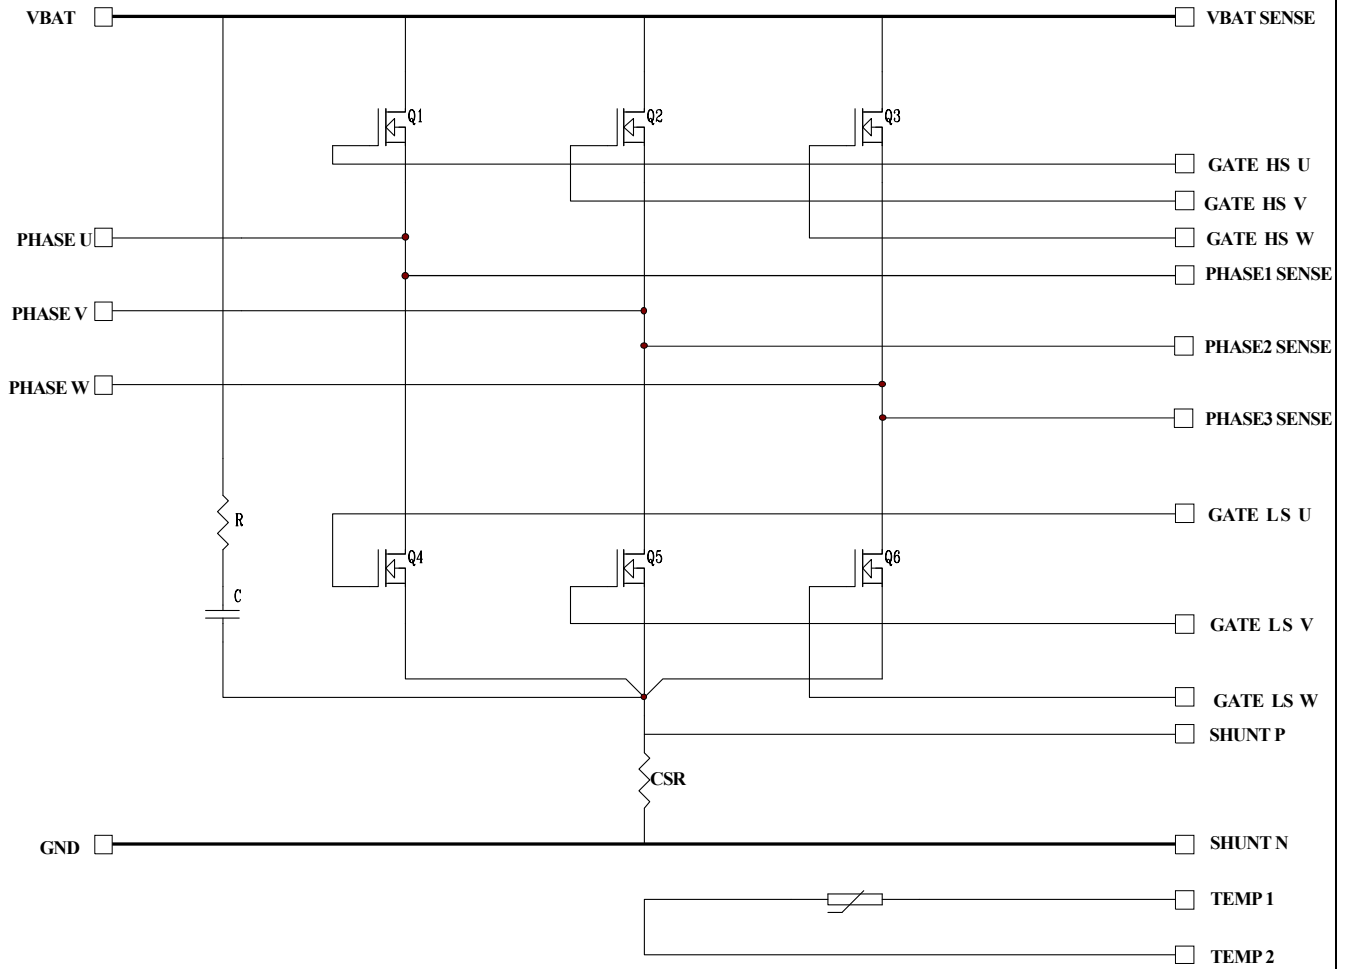 VBAT
VBAT SENSE
Q1
Q2
Q3
GATE HS U
GATE HS V
PHASE U
GATE HS W
PHASE1 SENSE
PHASE V
PHASE2 SENSE
PHASE W
PHASE3 SENSE
R
GATE LS U
Q4
Q5
Q6
C
GATE LS V
GATE LS W
SHUNT P
CSR
GND
SHUNT N
TEMP 1
TEMP 2